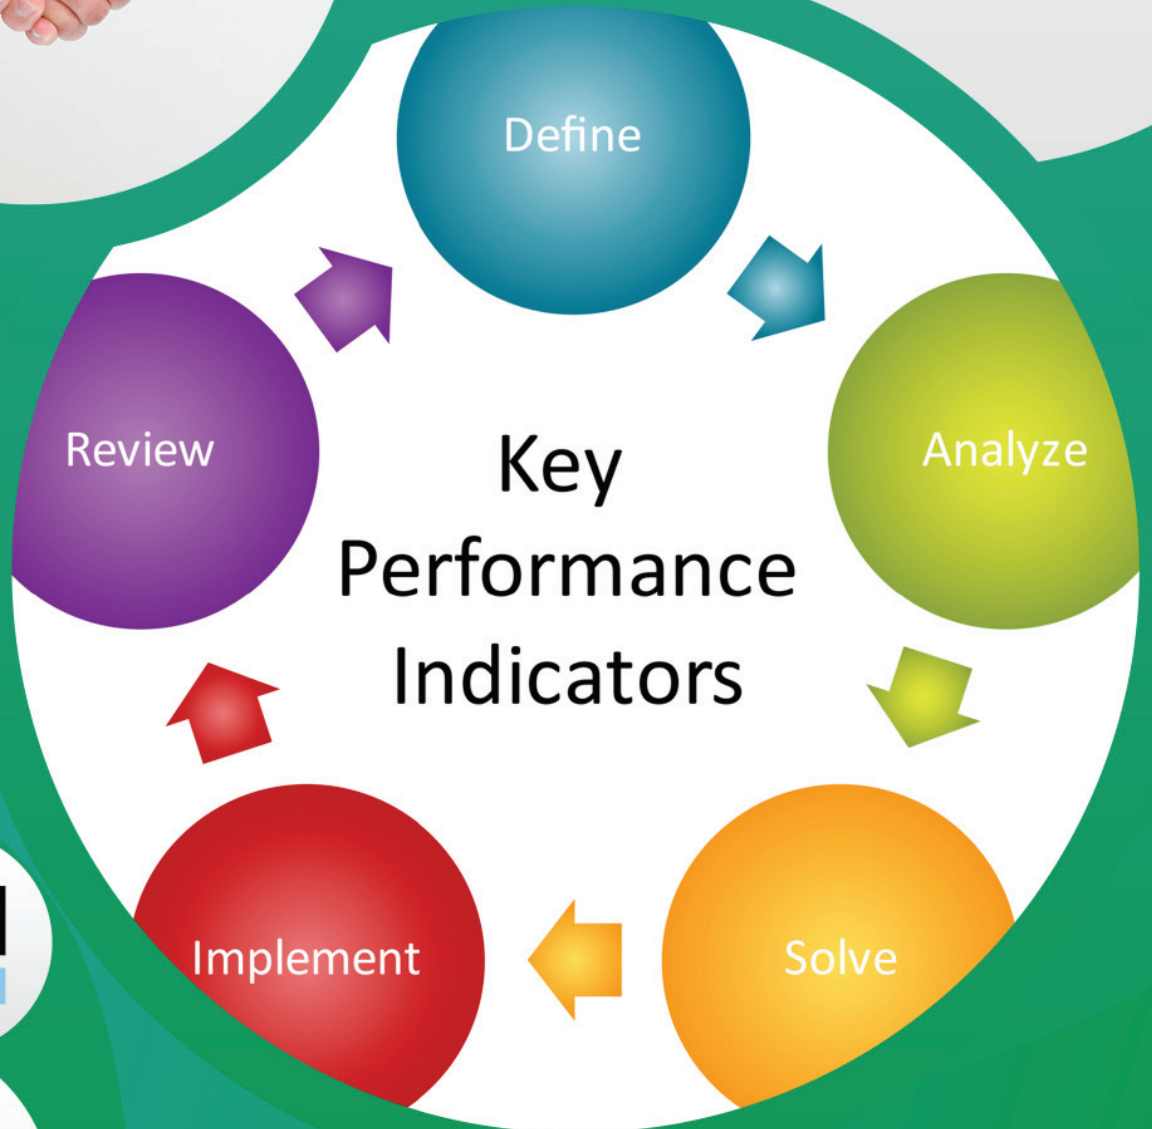 Define
Analyze
Solve
Implement
Review
Key
Performance
Indicators